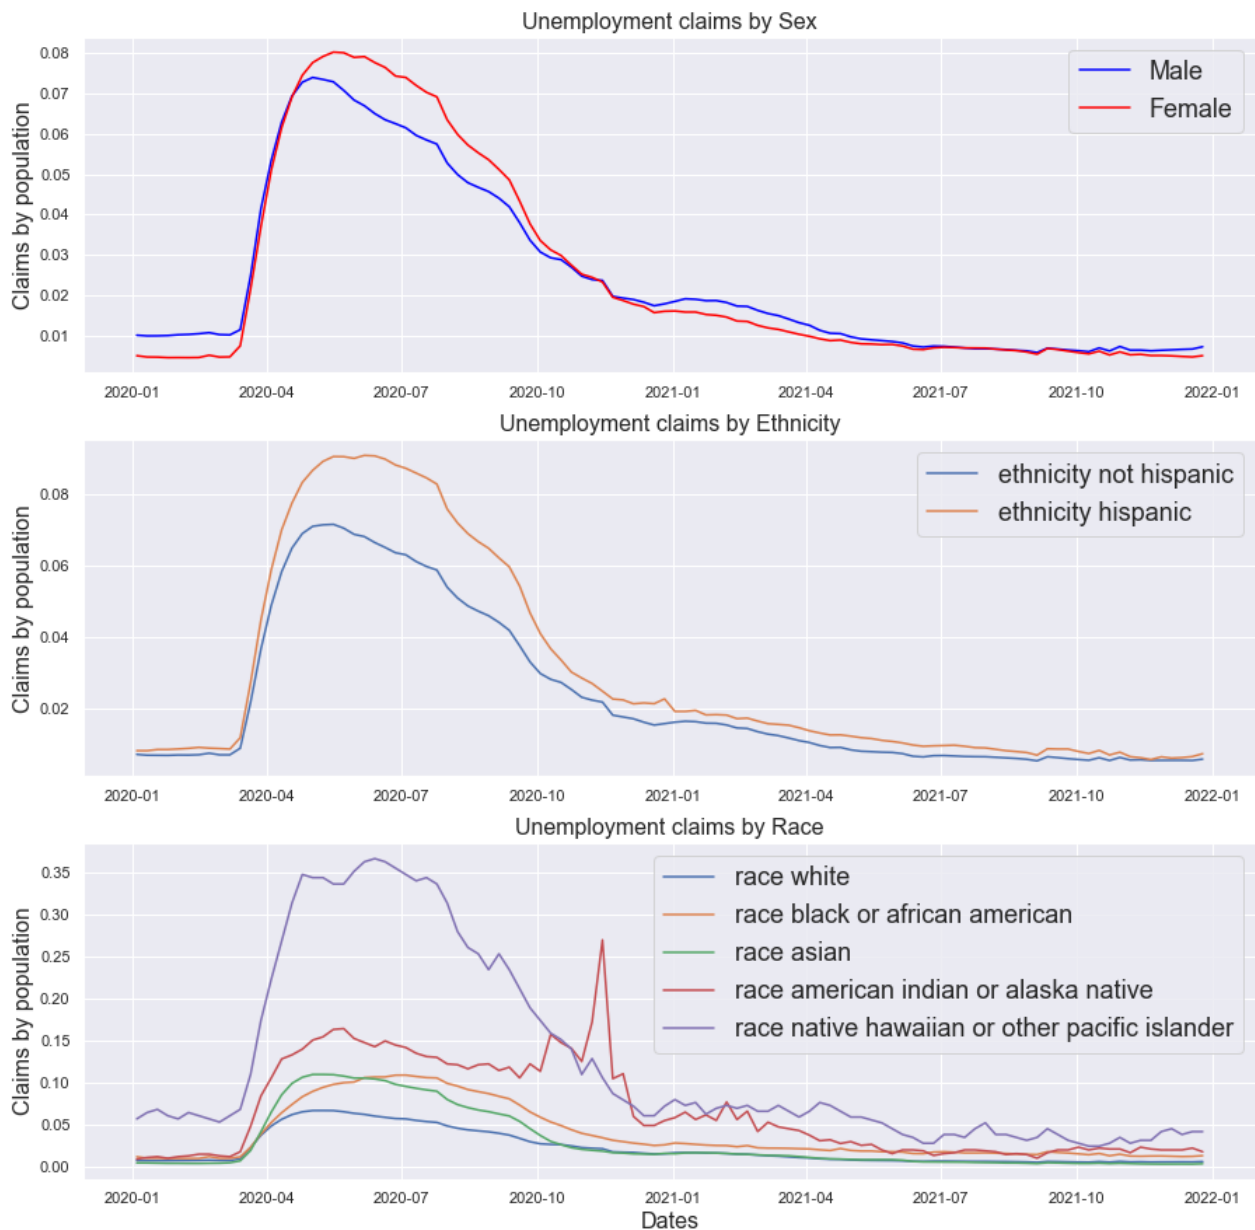 Unemployment claims by Sex
Claims by population
0.08
0.07
0.06
0.05
0.04
0.03
0.02
0.01
Male
Female
2020-01 2020-04 2020-07 2020-10 2021-01 2021-04 2021-07 2021-10 2022-01
Unemployment claims by Ethnicity
Claims by population
0.08
0.06
0.04
0.02
ethnicity not hispanic
ethnicity hispanic
2020-01 2020-04 2020-07 2020-10 2021-01 2021-04 2021-07 2021-10 2022-01
Unemployment claims by Race
Claims by population
0.35
0.30
0.25
0.20
0.15
0.10
0.05
0.00
race white
race black or african american
race asian
race american indian or alaska native
race native hawaiian or other pacific islander
2020-01 2020-04 2020-07 2020-10 2021-01 2021-04 2021-07 2021-10 2022-01
Dates